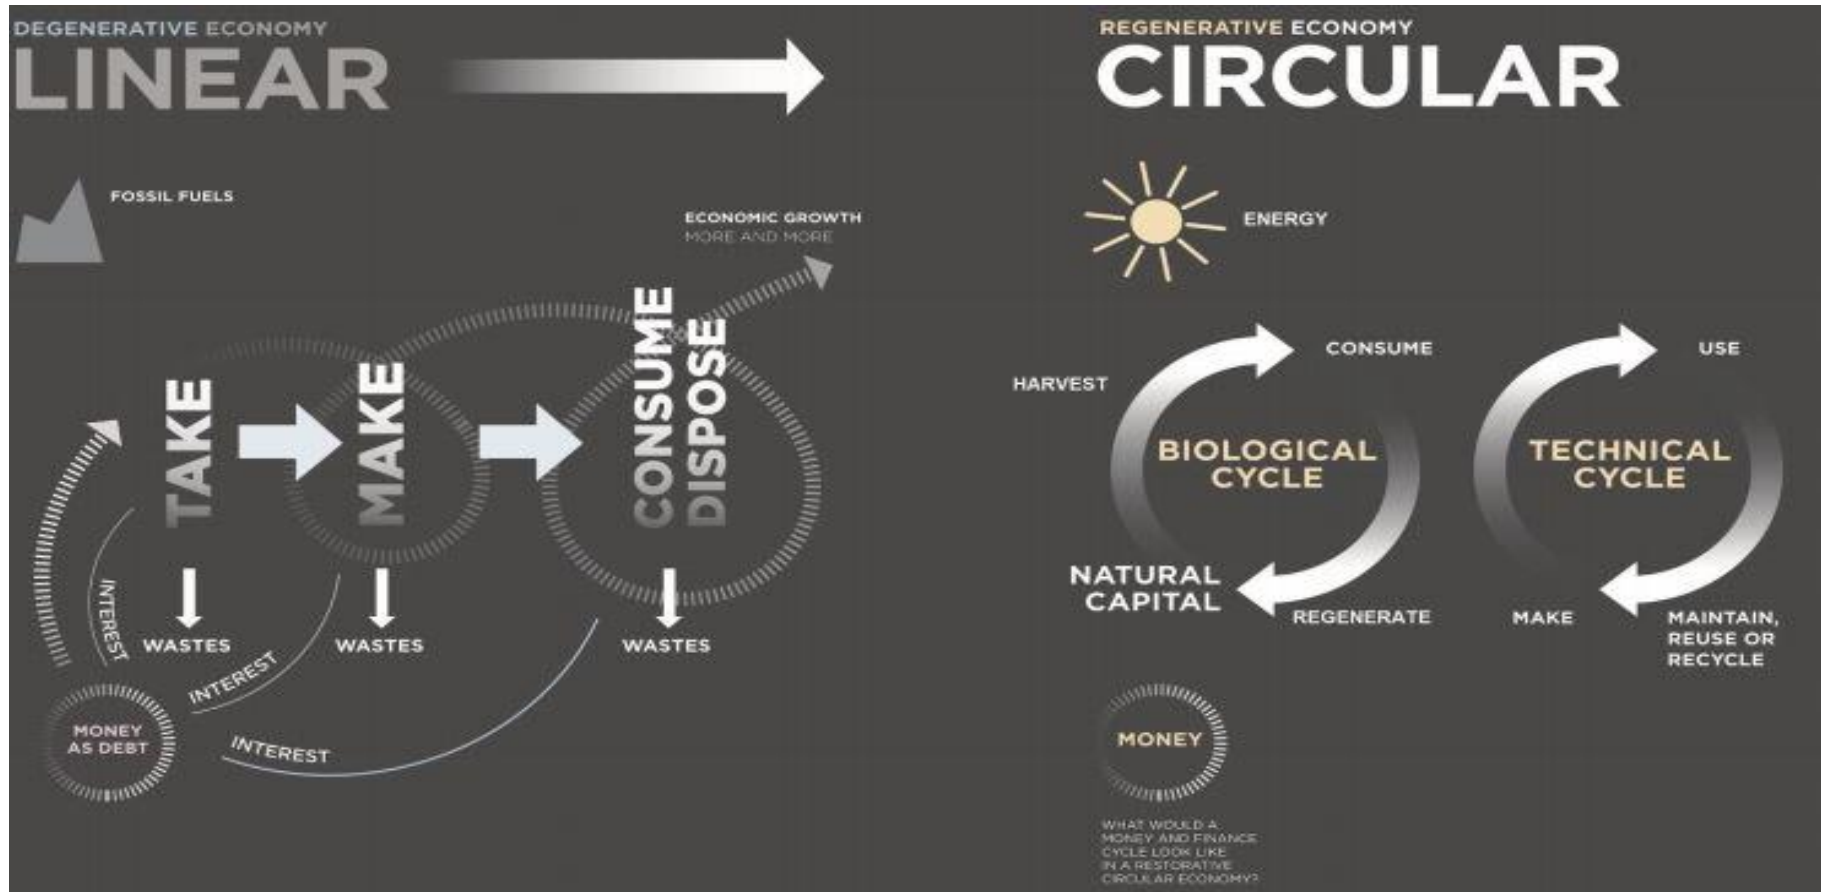 DEGENERATIVE ECONOMY
LINEAR
FOSSIL FUELS
ECONOMIC GROWTH
MORE AND MORE
TAKE
MAKE
CONSUME
DISPOSE
INTEREST
WASTES
WASTES
WASTES
INTEREST
INTEREST
MONEY
AS DEBT
REGENERATIVE ECONOMY
CIRCULAR
ENERGY
HARVEST
CONSUME
BIOLOGICAL
CYCLE
NATURAL
CAPITAL
REGENERATE
USE
TECHNICAL
CYCLE
MAKE
MAINTAIN,
REUSE OR
RECYCLE
MONEY
WHAT WOULD A
MONEY AND FINANCE
CYCLE LOOK LIKE
IN A RESTORATIVE
CIRCULAR ECONOMY?